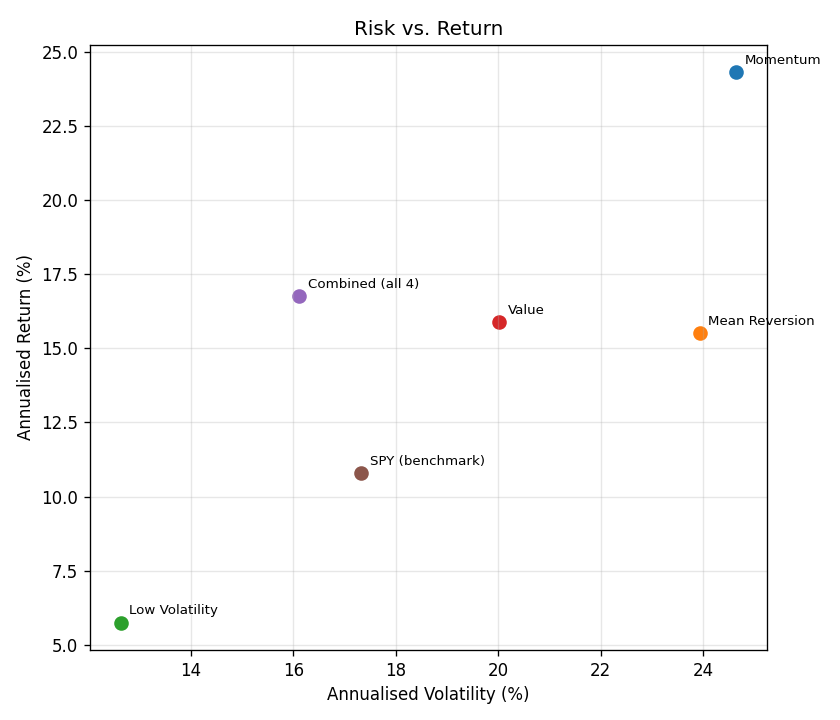 Risk vs. Return
25.0
Momentum
22.5
20.0
17.5
Combined (all 4)
Value
Mean Reversion
15.0
12.5
SPY (benchmark)
10.0
7.5
Low Volatility
5.0
Annualised Return (%)
14 16 18 20 22 24
Annualised Volatility (%)